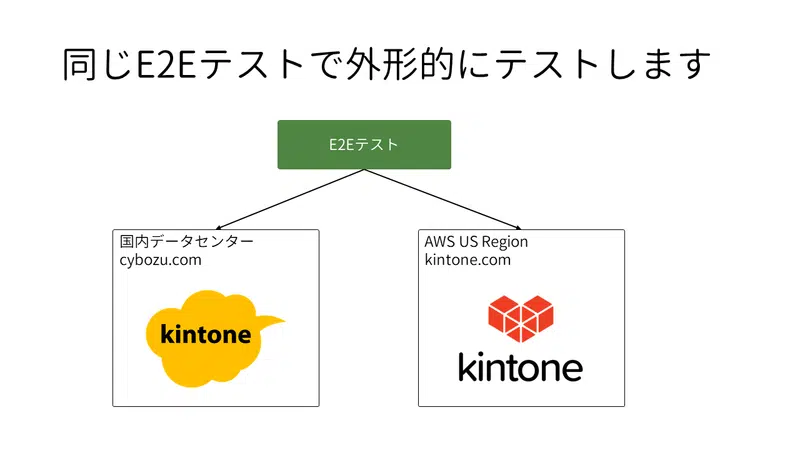 同じE2Eテストで外形的にテストします
E2Eテスト
国内データセンター
cybozu.com
kintone
AWS US Region
kintone.com
kintone